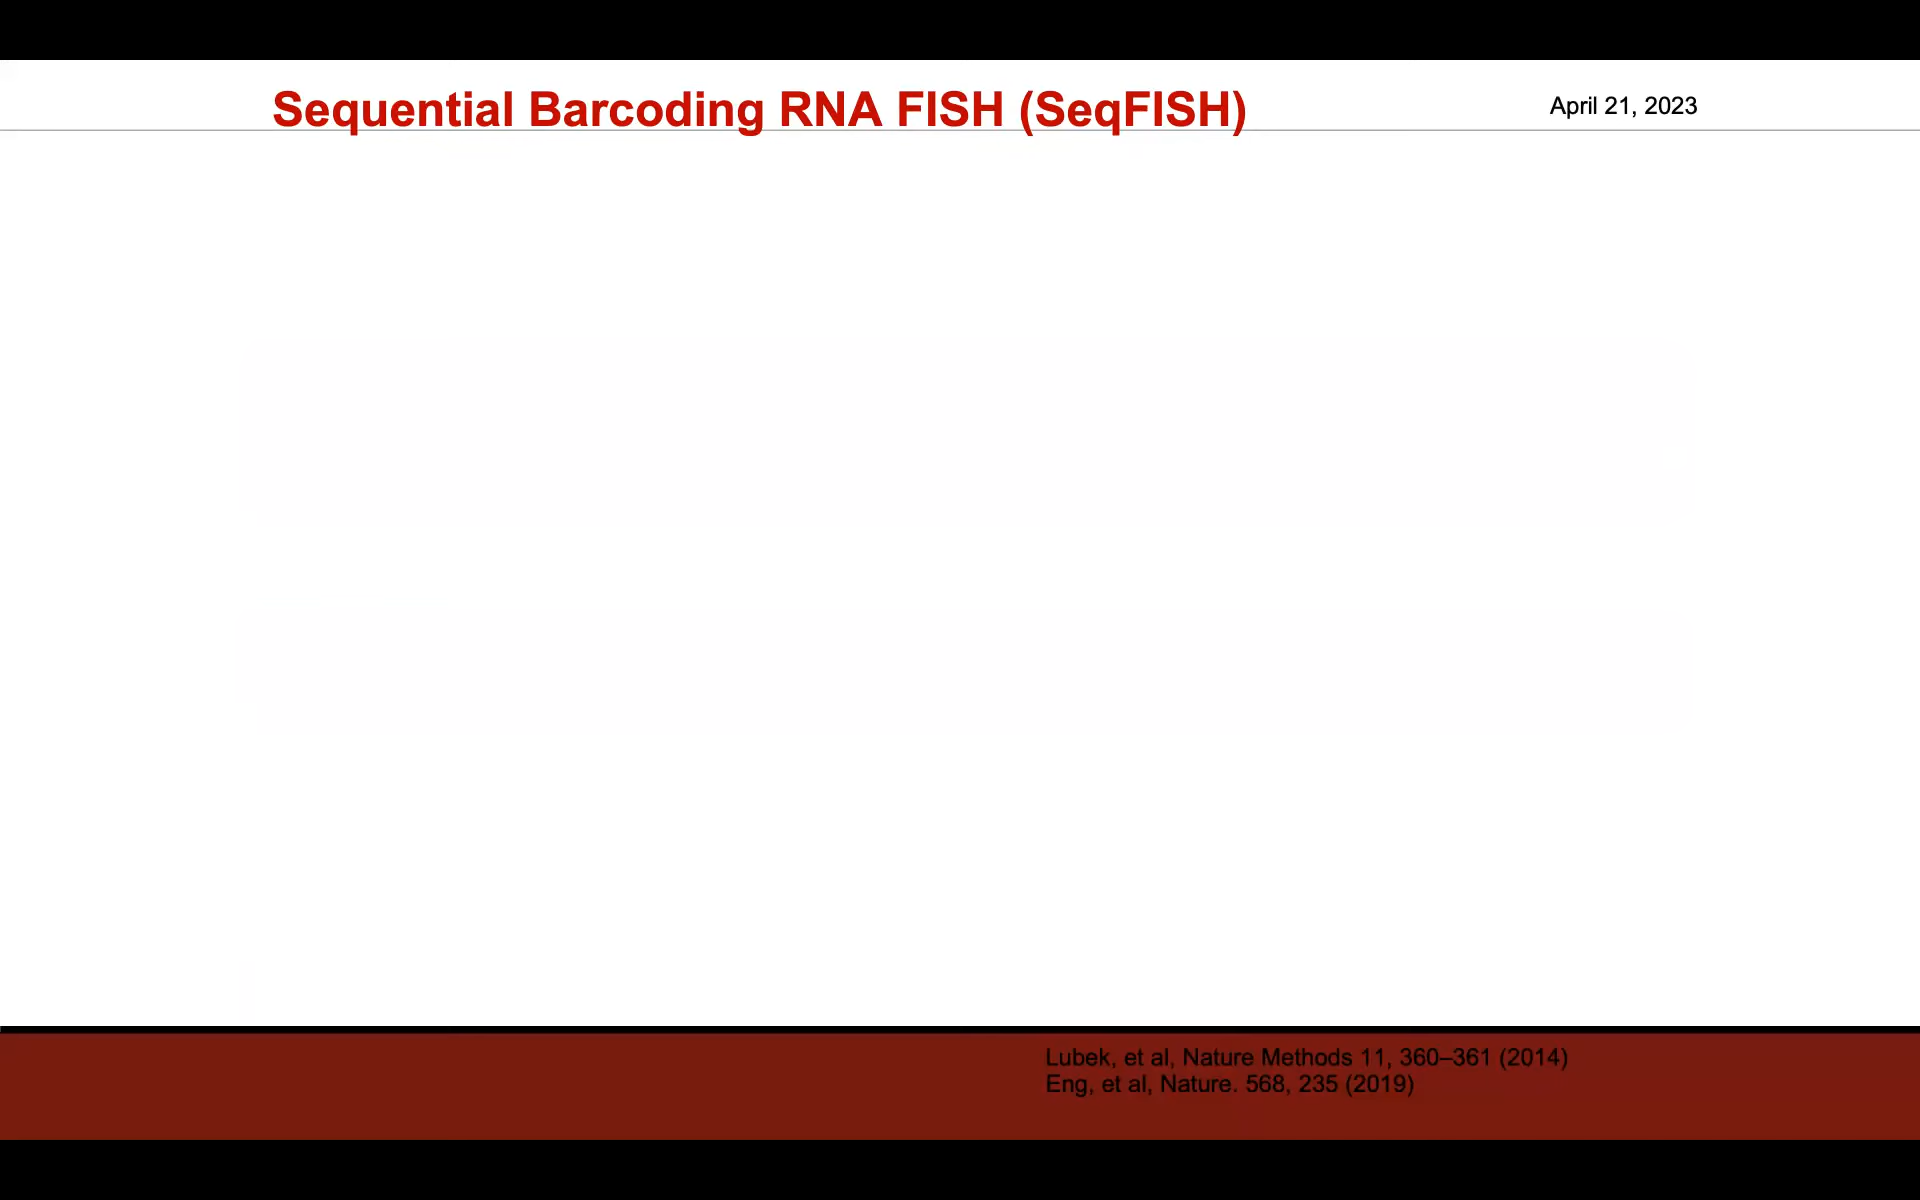 Sequential Barcoding RNA FISH (SeqFISH)
April 21, 2023
Lubek, et al, Nature Methods 11, 360–361 (2014)
Eng, et al, Nature. 568, 235 (2019)